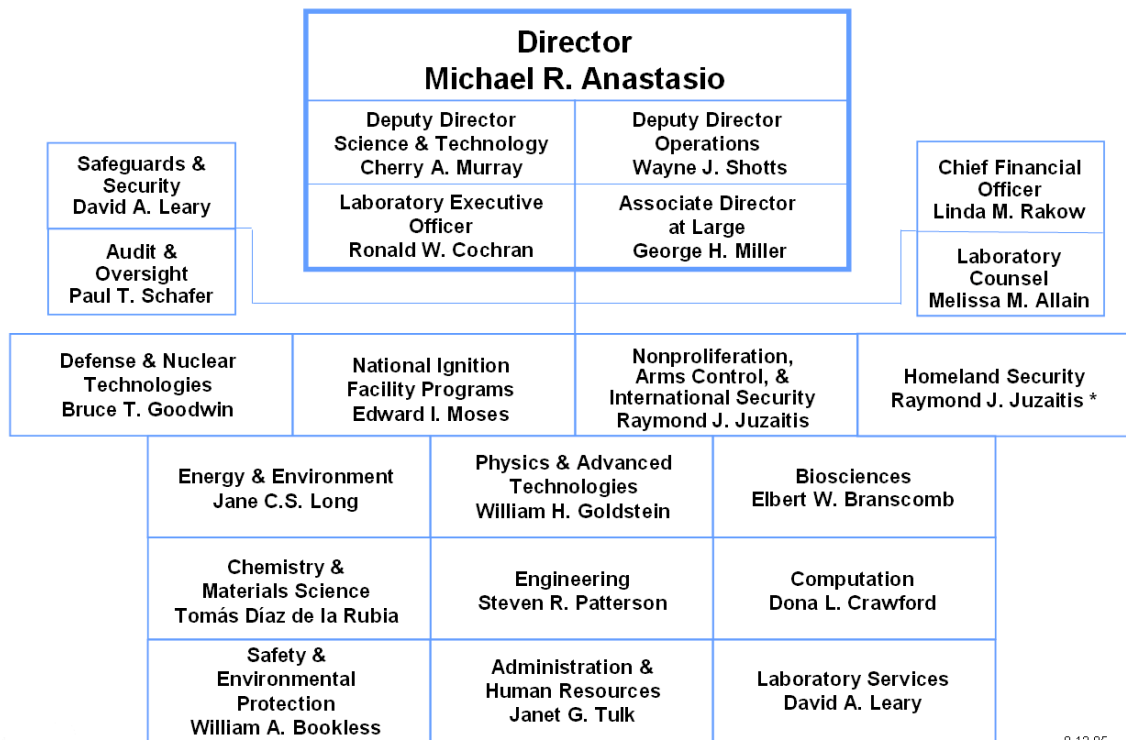 Director
Michael R. Anastasio
Deputy Director
Science & Technology
Cherry A. Murray
Deputy Director
Operations
Wayne J. Shotts
Laboratory Executive
Officer
Ronald W. Cochran
Associate Director
at Large
George H. Miller
Safeguards &
Security
David A. Leary
Audit &
Oversight
Paul T. Schafer
Chief Financial
Officer
Linda M. Rakow
Laboratory
Counsel
Melissa M. Allain
Defense & Nuclear
Technologies
Bruce T. Goodwin
National Ignition
Facility Programs
Edward I. Moses
Nonproliferation,
Arms Control, &
International Security
Raymond J. Juzaitis
Homeland Security
Raymond J. Juzaitis *
Energy & Environment
Jane C.S. Long
Physics & Advanced
Technologies
William H. Goldstein
Biosciences
Elbert W. Branscomb
Chemistry &
Materials Science
Tomás Díaz de la Rubia
Engineering
Steven R. Patterson
Computation
Dona L. Crawford
Safety &
Environmental
Protection
William A. Bookless
Administration &
Human Resources
Janet G. Tulk
Laboratory Services
David A. Leary